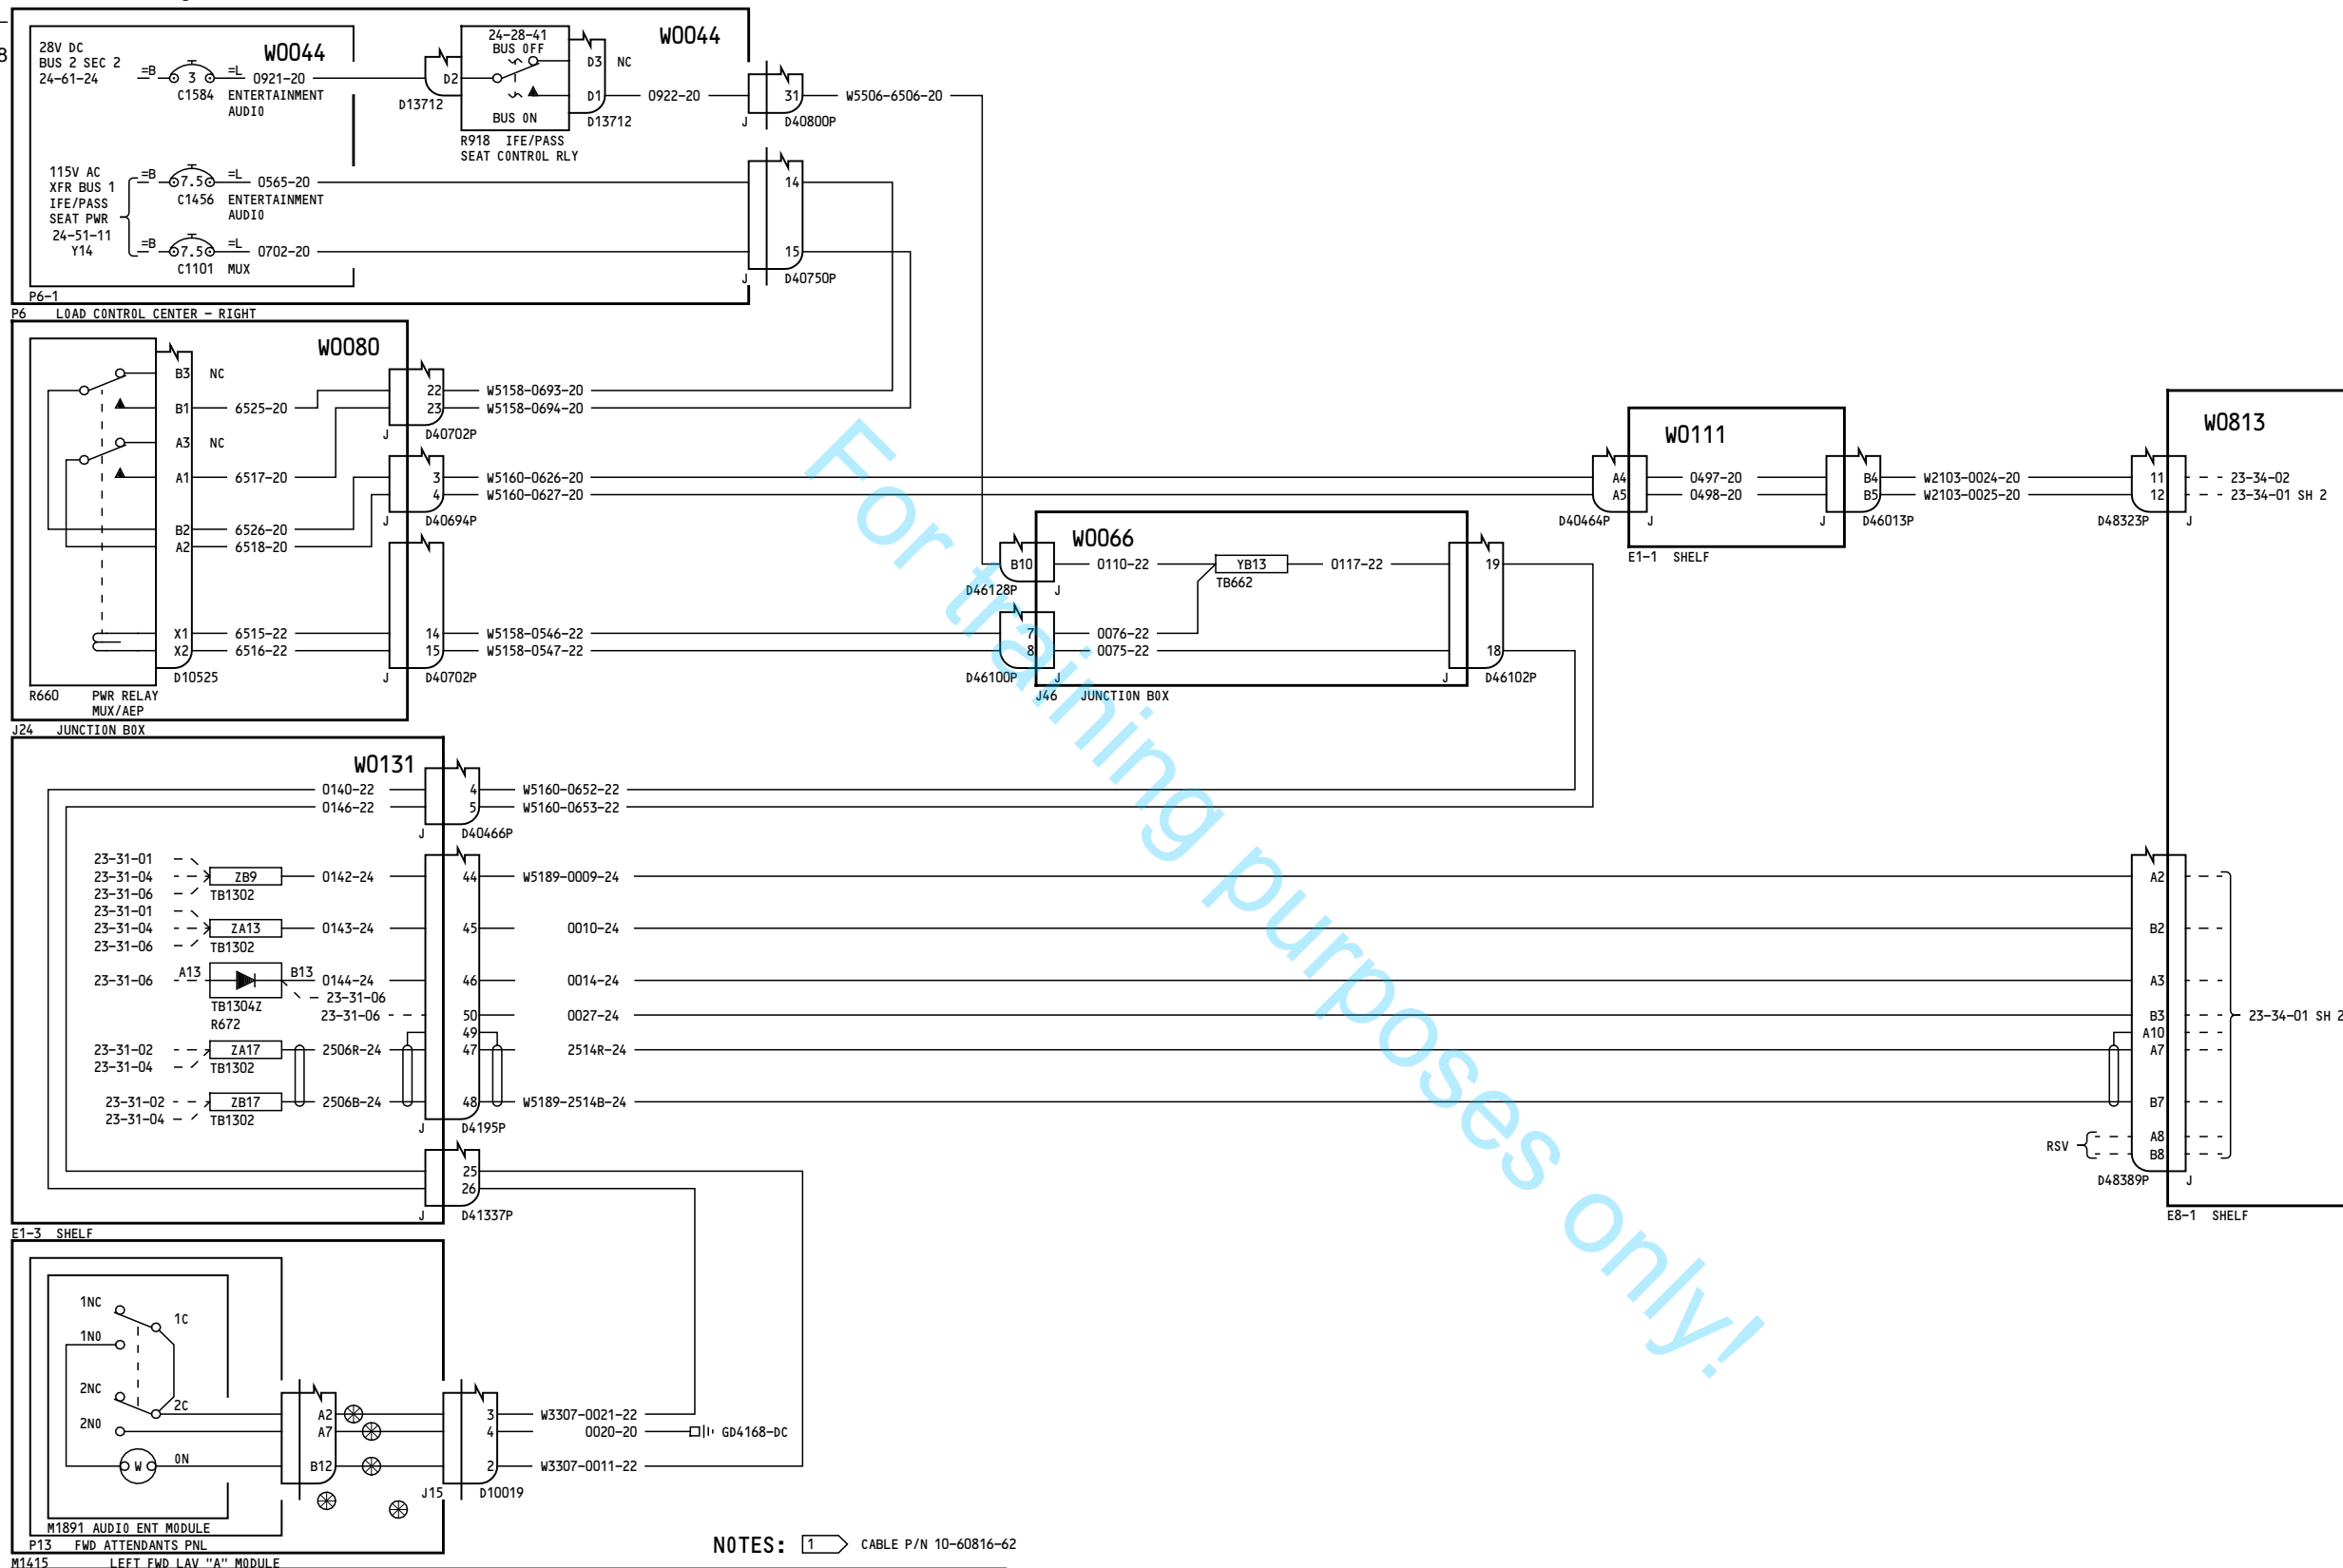 28V DC
BUS 2 SEC 2
24-61-24
=B
3
=L
0921-20
C1584
ENTERTAINMENT
AUDIO
W0044
D2
D13712
24-28-41
BUS OFF
BUS ON
D3
NC
D1
D13712
R918 IFE/PASS
SEAT CONTROL RLY
0922-20
W0044
31
J
D40800P
W5506-6506-20
115V AC
XFR BUS 1
IFE/PASS
SEAT PWR
24-51-11
Y14
=B
7.5
=L
0565-20
C1456
ENTERTAINMENT
AUDIO
=B
7.5
=L
0702-20
C1101
MUX
14
15
J
D40750P
P6-1
P6 LOAD CONTROL CENTER - RIGHT
W0080
B3
NC
B1
6525-20
A3
NC
A1
6517-20
B2
6526-20
A2
6518-20
X1
6515-22
X2
6516-22
D10525
R660
PWR RELAY
MUX/AEP
22
W5158-0693-20
23
W5158-0694-20
J
D40702P
3
W5160-0626-20
4
W5160-0627-20
J
D40694P
14
W5158-0546-22
15
W5158-0547-22
J
D40702P
J24 JUNCTION BOX
W0066
B10
0110-22
YB13
0117-22
19
D46128P
J
TB662
7
0076-22
8
0075-22
18
D46100P
J
J
D46102P
J46 JUNCTION BOX
W0111
A4
0497-20
B4
W2103-0024-20
A5
0498-20
B5
W2103-0025-20
D40464P
J
J
D46013P
E1-1 SHELF
W0813
11
23-34-02
12
23-34-01 SH 2
D48323P
J
W0131
0140-22
4
W5160-0652-22
0146-22
5
W5160-0653-22
J
D40466P
23-31-01
23-31-04
23-31-06
ZB9
TB1302
0142-24
44
W5189-0009-24
A2
23-31-01
23-31-04
23-31-06
ZA13
TB1302
0143-24
45
0010-24
B2
23-31-06
A13
B13
0144-24
46
0014-24
A3
TB1304Z
R672
23-31-06
23-31-06
50
0027-24
B3
23-34-01 SH 2
49
A10
23-31-02
23-31-04
ZA17
TB1302
2506R-24
47
2514R-24
A7
23-31-02
23-31-04
ZB17
TB1302
2506B-24
48
W5189-2514B-24
B7
J
D4195P
RSV
A8
B8
D48389P
J
E8-1 SHELF
25
26
J
D41337P
E1-3 SHELF
1NC
1C
1NO
2NC
2C
2NO
W
ON
A2
A7
B12
3
W3307-0021-22
4
0020-20
GD4168-DC
2
W3307-0011-22
J15
D10019
M1891 AUDIO ENT MODULE
P13 FWD ATTENDANTS PNL
M1415 LEFT FWD LAV "A" MODULE
NOTES: 1 CABLE P/N 10-60816-62
For training purposes only!